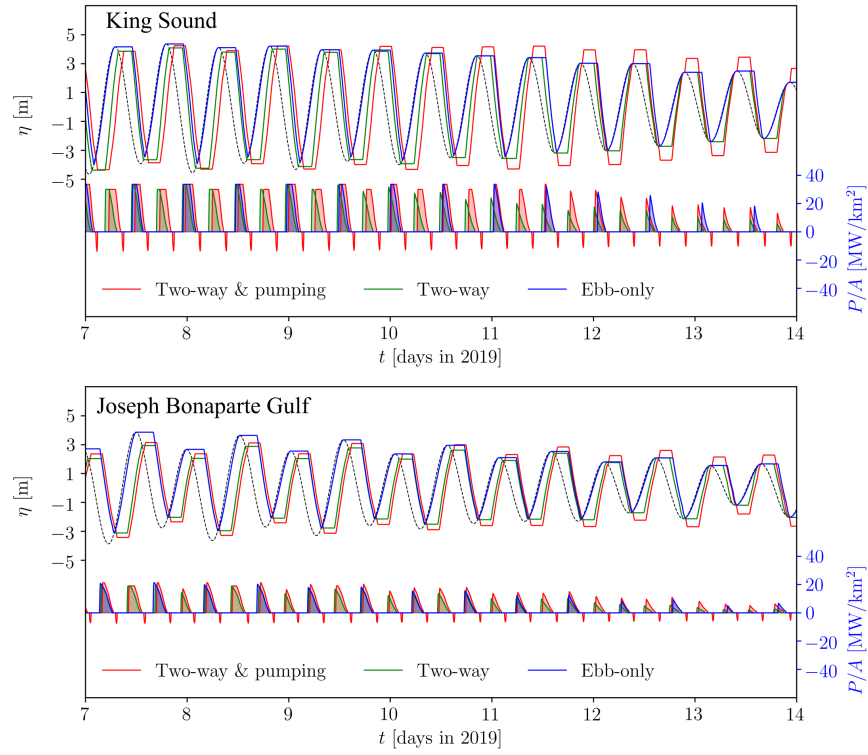 King Sound
5
3
1
−1
−3
−5
η [m]
40
20
0
−20
−40
P/A [MW/km²]
Two-way & pumping Two-way Ebb-only
7 8 9 10 11 12 13 14
t [days in 2019]
Joseph Bonaparte Gulf
5
3
1
−1
−3
−5
η [m]
40
20
0
−20
−40
P/A [MW/km²]
Two-way & pumping Two-way Ebb-only
7 8 9 10 11 12 13 14
t [days in 2019]